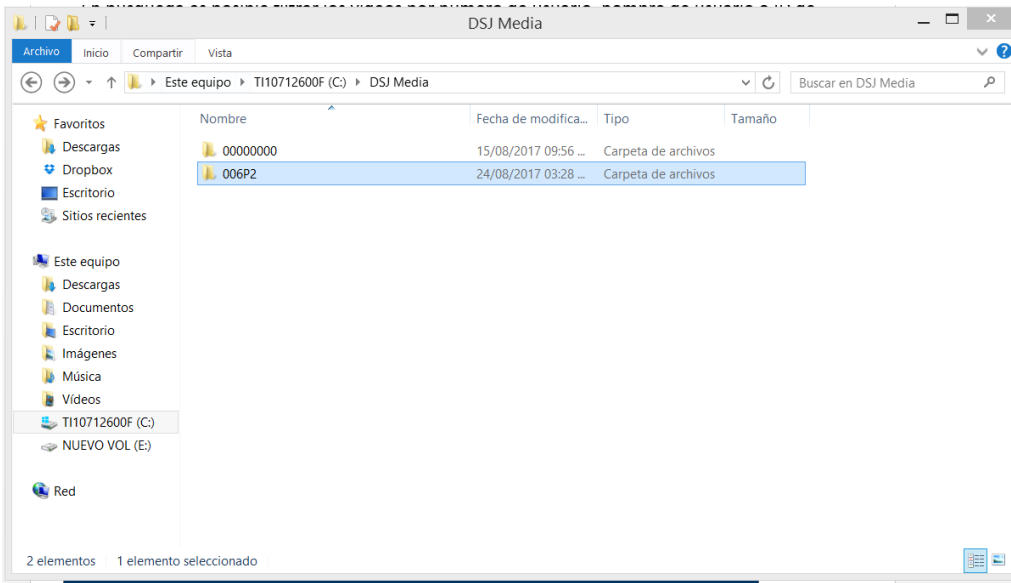 DSJ Media
Archivo Inicio Compartir Vista
Este equipo TI10712600F (C:) DSJ Media
Buscar en DSJ Media
Nombre Fecha de modifica... Tipo Tamaño
00000000 15/08/2017 09:56 ... Carpeta de archivos
006P2 24/08/2017 03:28 ... Carpeta de archivos
Favoritos
Descargas
Dropbox
Escritorio
Sitios recientes
Este equipo
Descargas
Documentos
Escritorio
Imágenes
Música
Vídeos
TI10712600F (C:)
NUEVO VOL (E:)
Red
2 elementos 1 elemento seleccionado